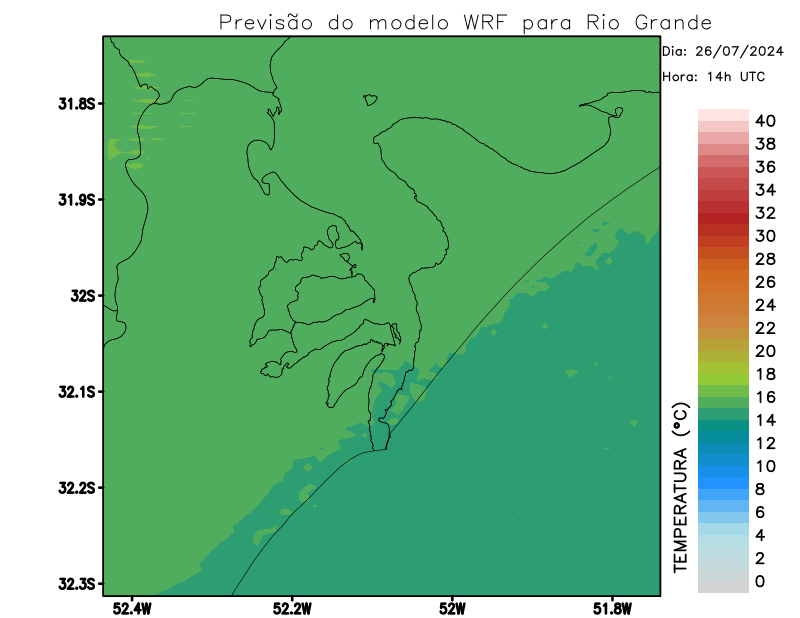 Previsão do modelo WRF para Rio Grande
Dia: 26/07/2024
Hora: 14h UTC
31.8S
31.9S
32S
32.1S
32.2S
32.3S
52.4W
52.2W
52W
51.8W
TEMPERATURA (°C)
40
38
36
34
32
30
28
26
24
22
20
18
16
14
12
10
8
6
4
2
0